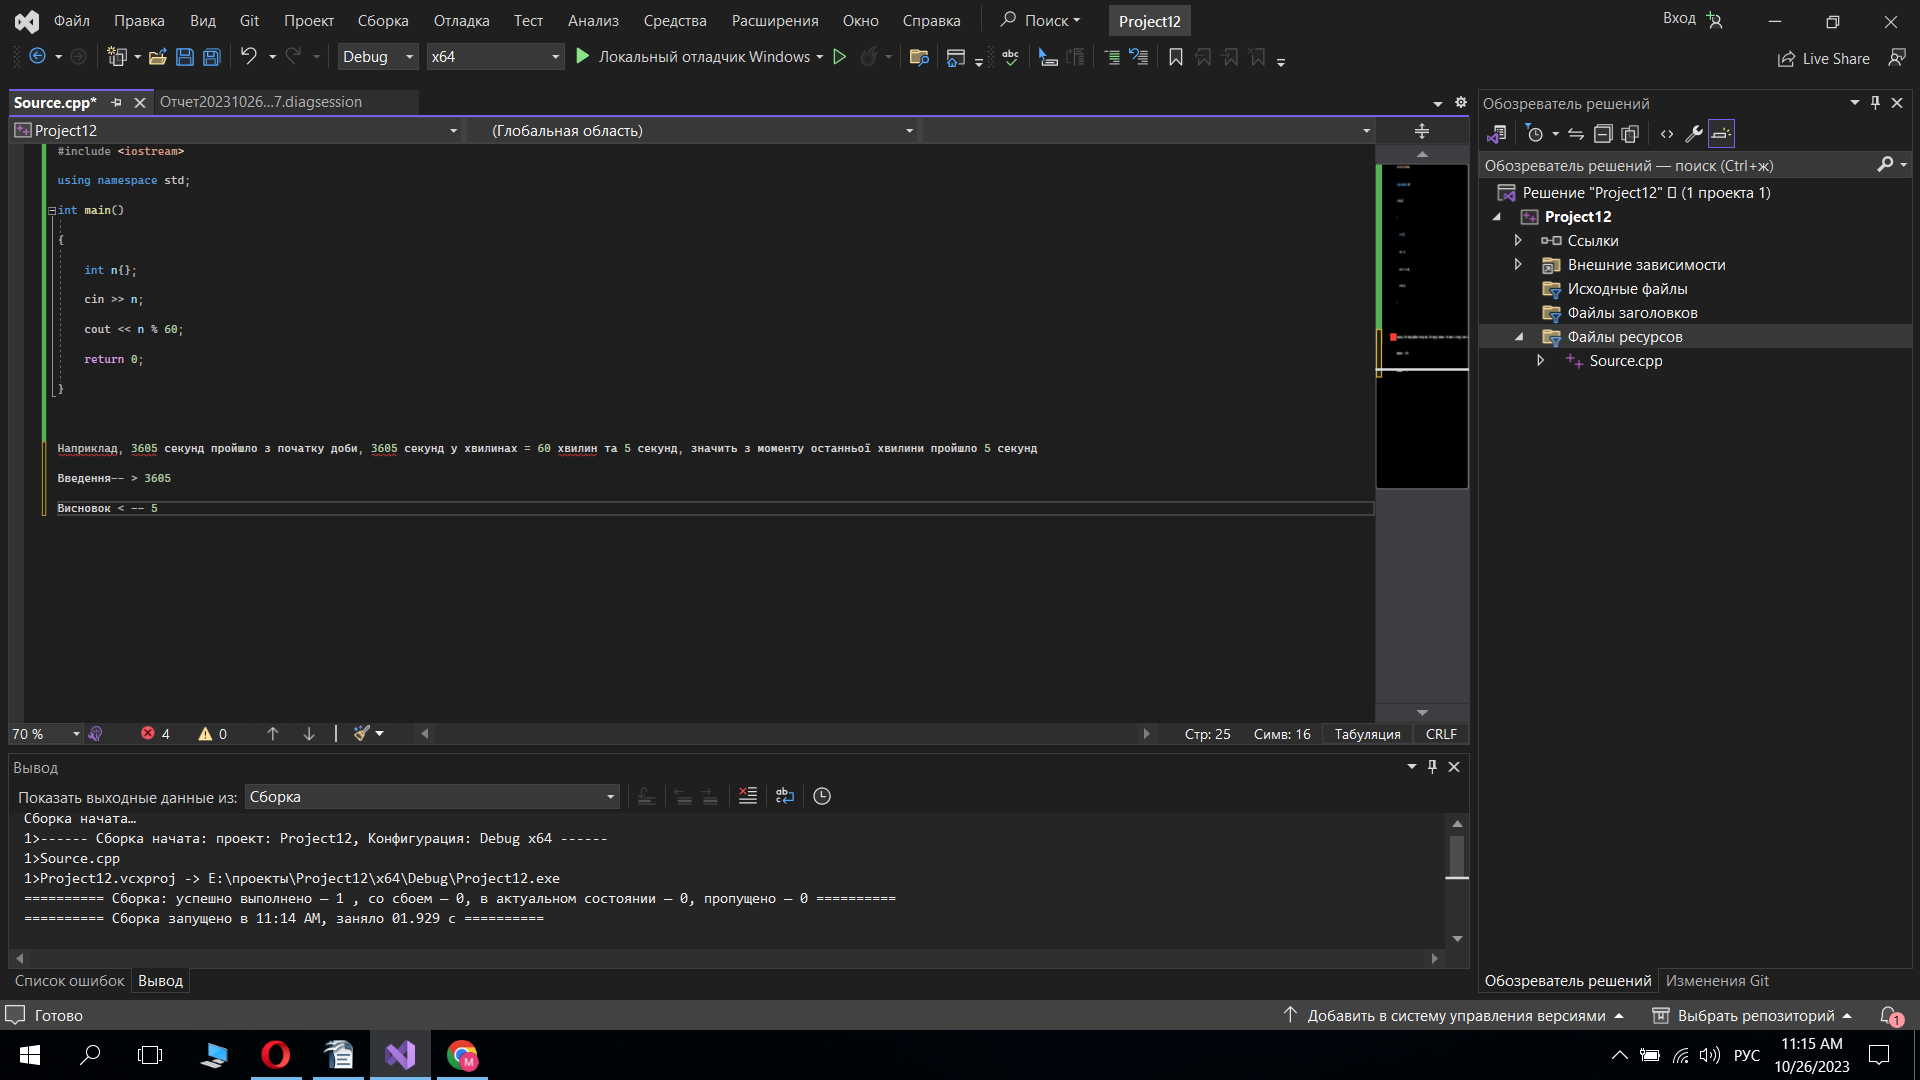 Файл Правка Вид Git Проект Сборка Отладка Тест Анализ Средства Расширения Окно Справка Поиск Project12 Вход
Debug x64 Локальный отладчик Windows Live Share
Source.cpp* Отчет20231026...7.diagsession
Project12 (Глобальная область)
#include <iostream>
using namespace std;
int main()
{
int n{};
cin >> n;
cout << n % 60;
return 0;
}
Наприклад, 3605 секунд пройшло з початку доби, 3605 секунд у хвилинах = 60 хвилин та 5 секунд, значить з моменту останньої хвилини пройшло 5 секунд
Введення-- > 3605
Висновок < -- 5
70 % 4 0 Стр: 25 Симв: 16 Табуляция CRLF
Вывод
Показать выходные данные из: Сборка
Сборка начата…
1>------ Сборка начата: проект: Project12, Конфигурация: Debug x64 ------
1>Source.cpp
1>Project12.vcxproj -> E:\проекты\Project12\x64\Debug\Project12.exe
========== Сборка: успешно выполнено — 1 , со сбоем — 0, в актуальном состоянии — 0, пропущено — 0 ==========
========== Сборка запущено в 11:14 AM, заняло 01.929 с ==========
Список ошибок Вывод
Обозреватель решений
Обозреватель решений — поиск (Ctrl+ж)
Решение "Project12" (1 проекта 1)
Project12
Ссылки
Внешние зависимости
Исходные файлы
Файлы заголовков
Файлы ресурсов
Source.cpp
Обозреватель решений Изменения Git
Готово Добавить в систему управления версиями Выбрать репозиторий 1
РУС 11:15 AM
10/26/2023